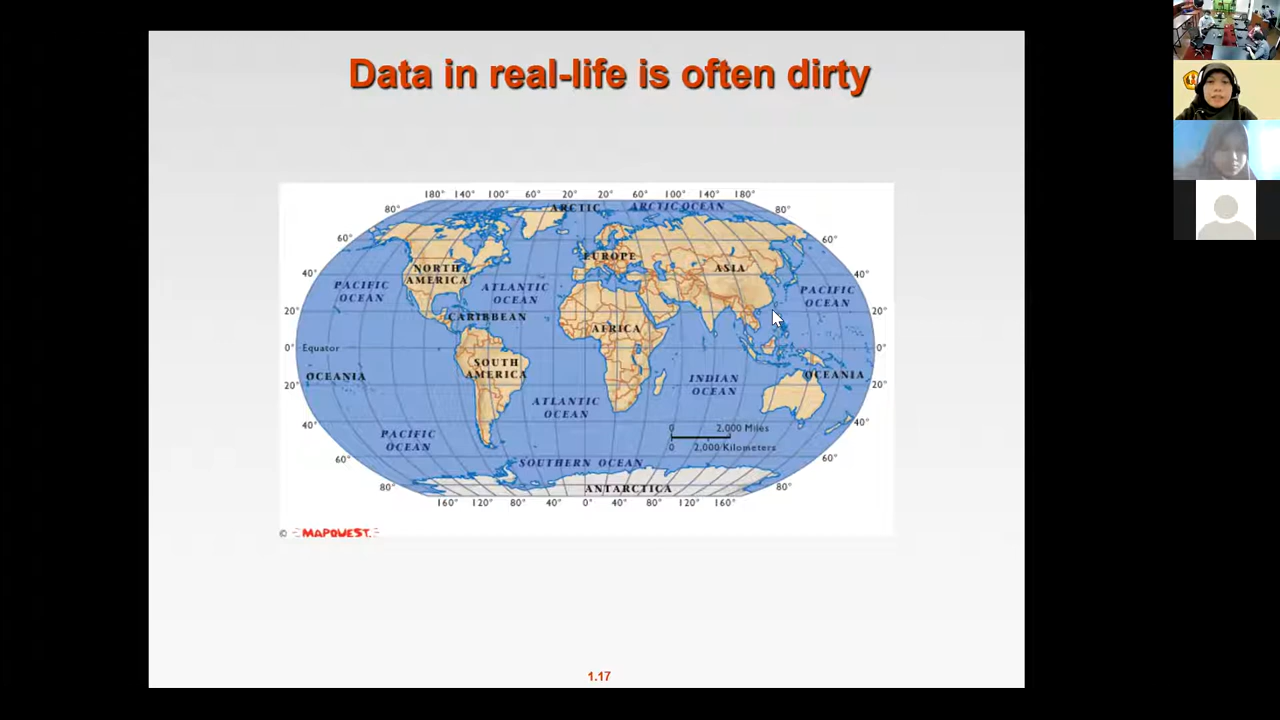 Data in real-life is often dirty
180° 140° 100° 60° 20° 20° 60° 100° 140° 180°
80° ARCTIC ARCTIC OCEAN 80°
60° 60°
EUROPE
NORTH AMERICA ASIA
40° 40°
PACIFIC OCEAN
ATLANTIC OCEAN
PACIFIC OCEAN
20° CARIBBEAN 20°
AFRICA
0° Equator 0°
SOUTH AMERICA
OCEANIA OCEANIA
20° INDIAN OCEAN 20°
ATLANTIC OCEAN
40° 40°
0 2,000 Miles
0 2,000 Kilometers
PACIFIC OCEAN
60° SOUTHERN OCEAN 60°
80° ANTARCTICA 80°
160° 120° 80° 40° 0° 40° 80° 120° 160°
© MAPQUEST.
1.17